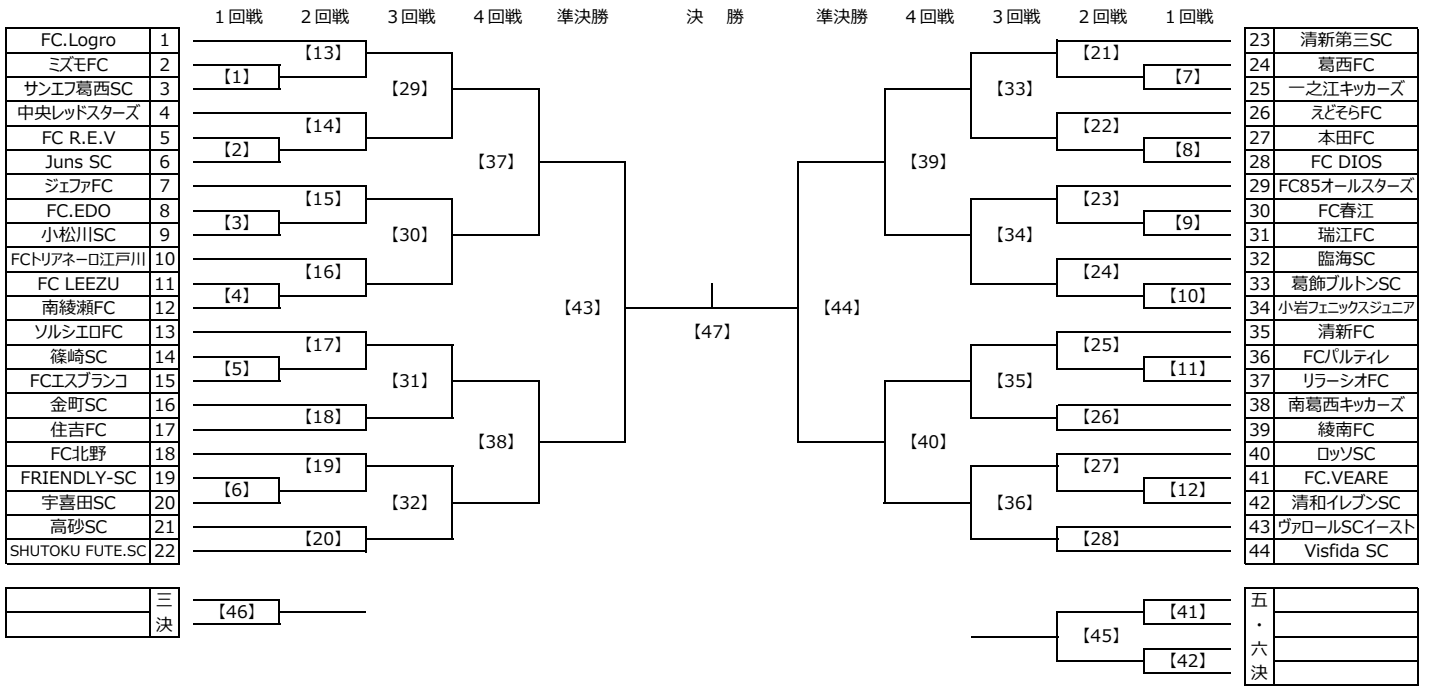 1回戦 2回戦 3回戦 4回戦 準決勝 決 勝 準決勝 4回戦 3回戦 2回戦 1回戦
FC.Logro 1 23 清新第三SC
【13】 【21】
ミズモFC 2 24 葛西FC
【1】 【7】
サンエフ葛西SC 3 【29】 【33】 25 一之江キッカーズ
中央レッドスターズ 4 26 えどそらFC
【14】 【22】
FC R.E.V 5 27 本田FC
【2】 【8】
Juns SC 6 【37】 【39】 28 FC DIOS
ジェファFC 7 29 FC85オールスターズ
【15】 【23】
FC.EDO 8 30 FC春江
【3】 【9】
小松川SC 9 【30】 【34】 31 瑞江FC
FCトリアネーロ江戸川 10 32 臨海SC
【16】 【24】
FC LEEZU 11 33 葛飾ブルトンSC
【4】 【10】
南綾瀬FC 12 【43】 【44】 34 小岩フェニックスジュニア
ソルシエロFC 13 【47】 35 清新FC
【17】 【25】
篠崎SC 14 36 FCパルティレ
【5】 【11】
FCエスブランコ 15 【31】 【35】 37 リラーシオFC
金町SC 16 38 南葛西キッカーズ
【18】 【26】
住吉FC 17 【38】 【40】 39 綾南FC
FC北野 18 40 ロッソSC
【19】 【27】
FRIENDLY-SC 19 41 FC.VEARE
【6】 【12】
宇喜田SC 20 【32】 【36】 42 清和イレブンSC
高砂SC 21 43 ヴァロールSCイースト
【20】 【28】
SHUTOKU FUTE.SC 22 44 Visfida SC
三決 【46】
【41】 五・六決
【45】
【42】